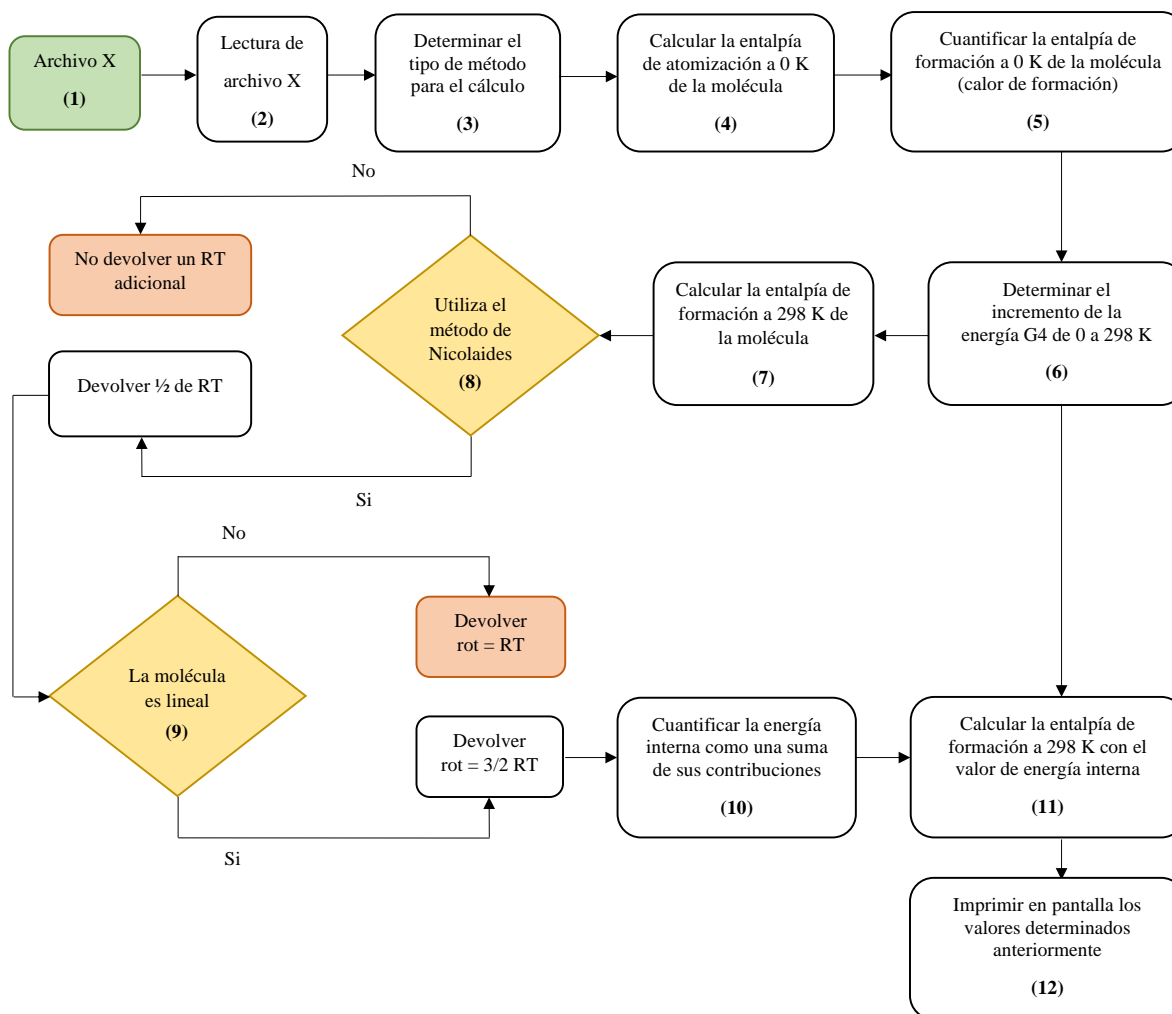 Archivo X
(1)
Lectura de
archivo X
(2)
Determinar el
tipo de método
para el cálculo
(3)
Calcular la entalpía
de atomización a 0 K
de la molécula
(4)
Cuantificar la entalpía de
formación a 0 K de la molécula
(calor de formación)
(5)
No
No devolver un RT
adicional
Utiliza el
método de
Nicolaides
(8)
Calcular la entalpía de
formación a 298 K de
la molécula
(7)
Determinar el
incremento de la
energía G4 de 0 a 298 K
(6)
Devolver ½ de RT
Si
No
Devolver
rot = RT
La molécula
es lineal
(9)
Devolver
rot = 3/2 RT
Cuantificar la energía
interna como una suma
de sus contribuciones
(10)
Calcular la entalpía de
formación a 298 K con el
valor de energía interna
(11)
Si
Imprimir en pantalla los
valores determinados
anteriormente
(12)